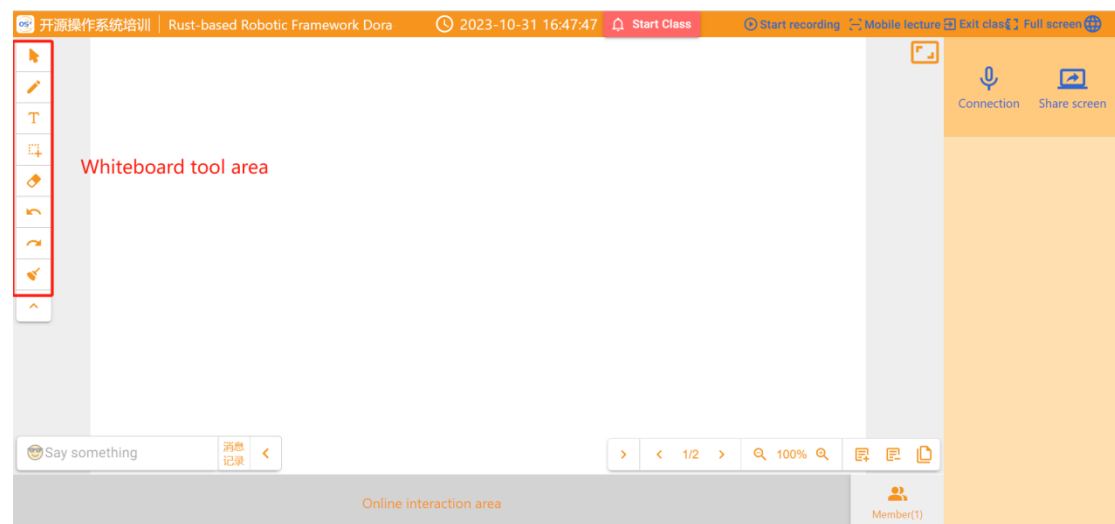 OS² 开源操作系统培训 Rust-based Robotic Framework Dora 2023-10-31 16:47:47 Start Class Start recording Mobile lecture Exit class Full screen
Connection Share screen
T
Whiteboard tool area
Say something 消息
记录
1/2 100%
Online interaction area
Member(1)